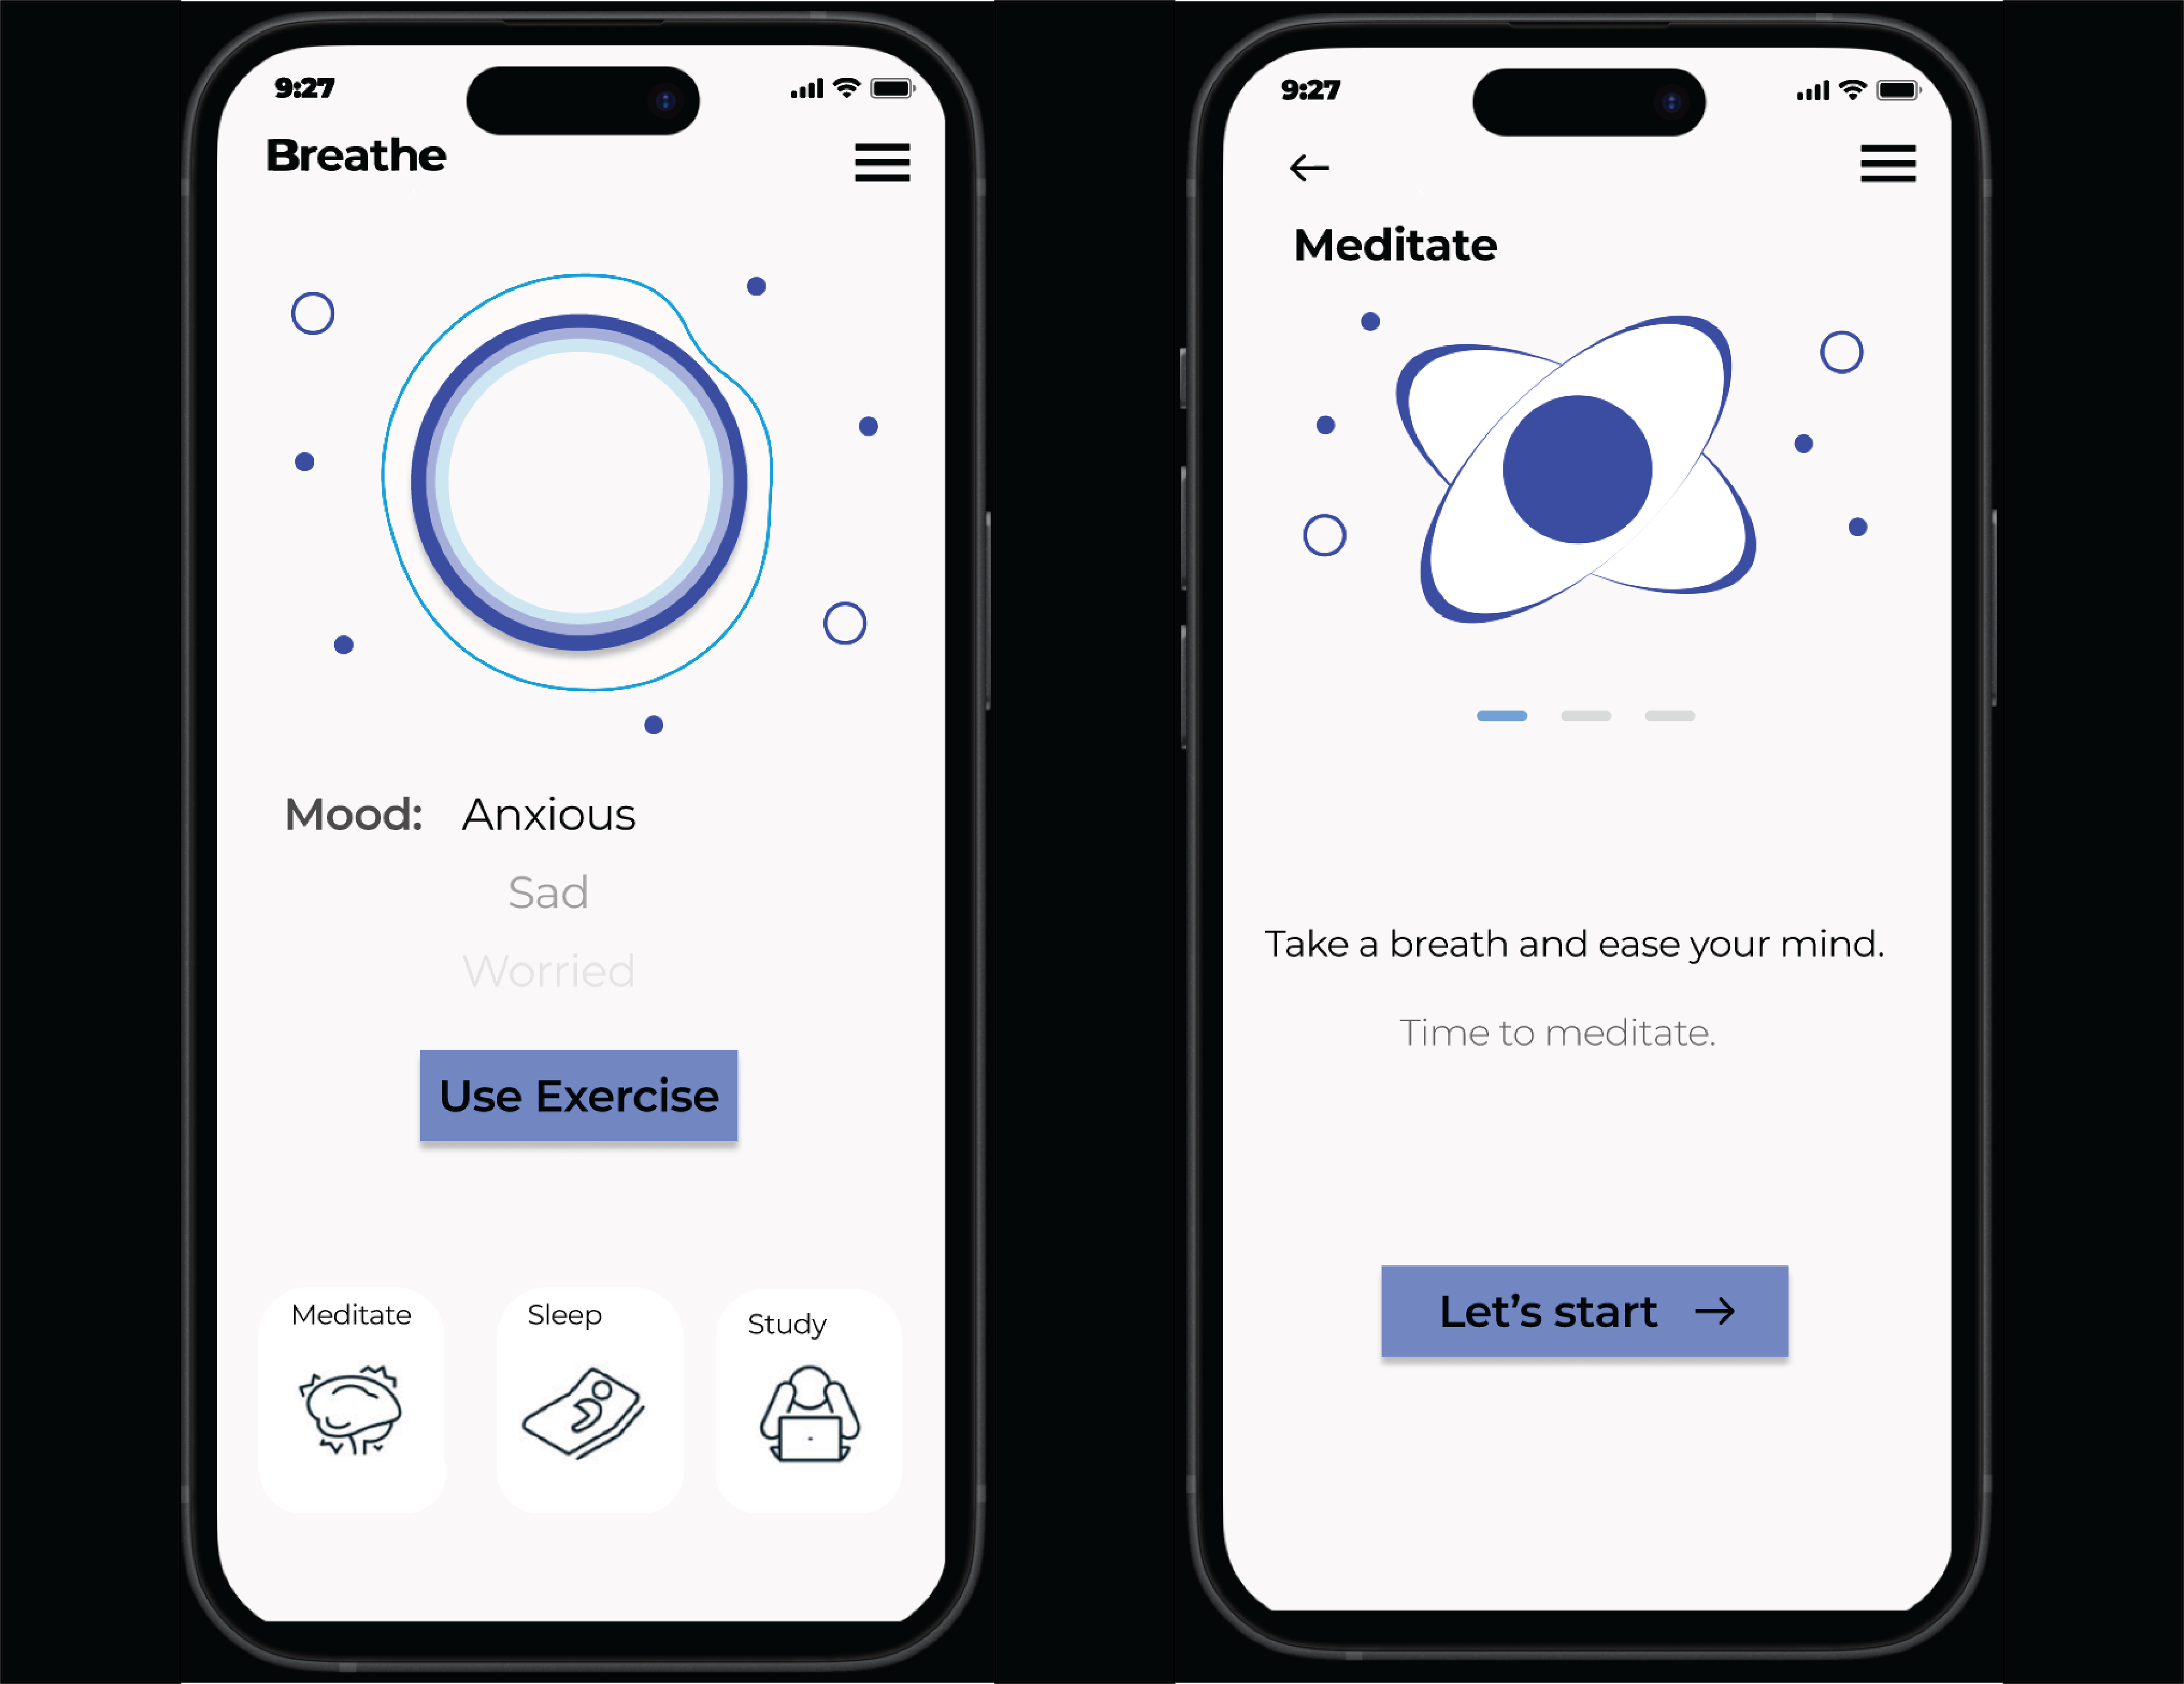 9:27
Breathe
Mood: Anxious
Sad
Worried
Use Exercise
Meditate
Sleep
Study
9:27
Meditate
Take a breath and ease your mind.
Time to meditate.
Let's start